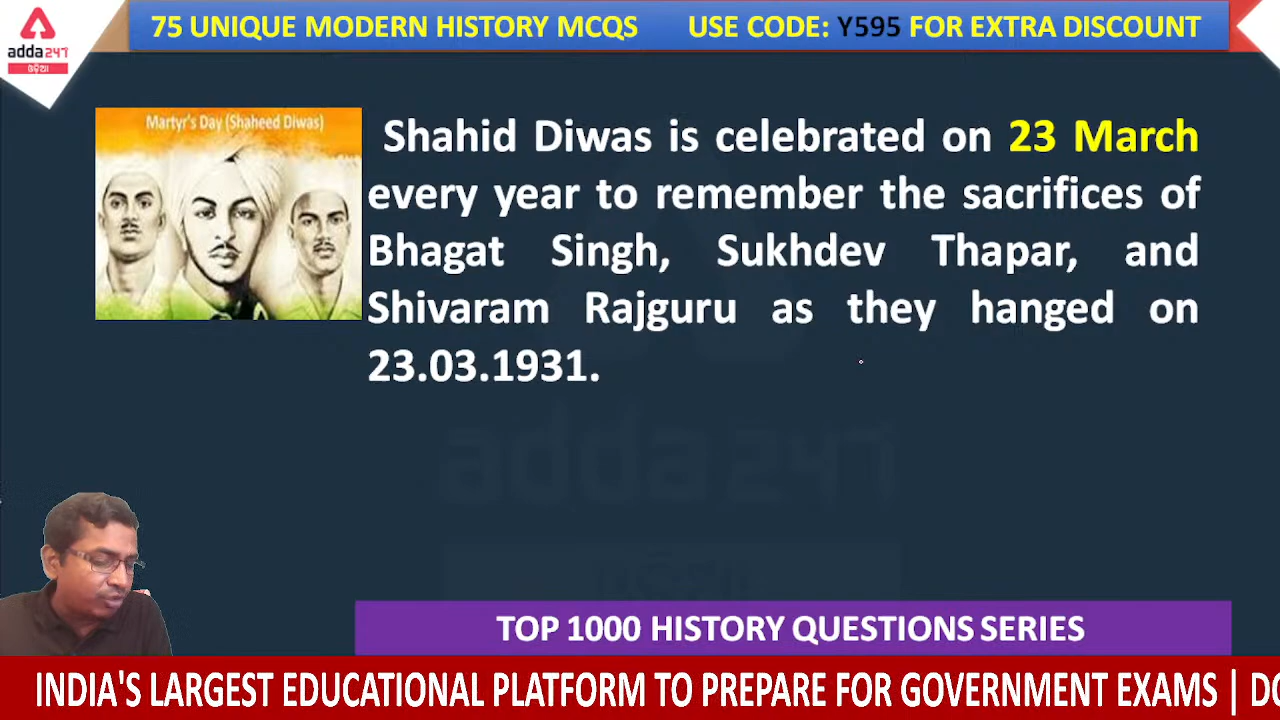 75 UNIQUE MODERN HISTORY MCQS USE CODE: Y595 FOR EXTRA DISCOUNT
adda247
ଓଡ଼ିଆ
Martyr's Day (Shaheed Diwas)
Shahid Diwas is celebrated on 23 March
every year to remember the sacrifices of
Bhagat Singh, Sukhdev Thapar, and
Shivaram Rajguru as they hanged on
23.03.1931.
adda247
TOP 1000 HISTORY QUESTIONS SERIES
INDIA'S LARGEST EDUCATIONAL PLATFORM TO PREPARE FOR GOVERNMENT EXAMS |